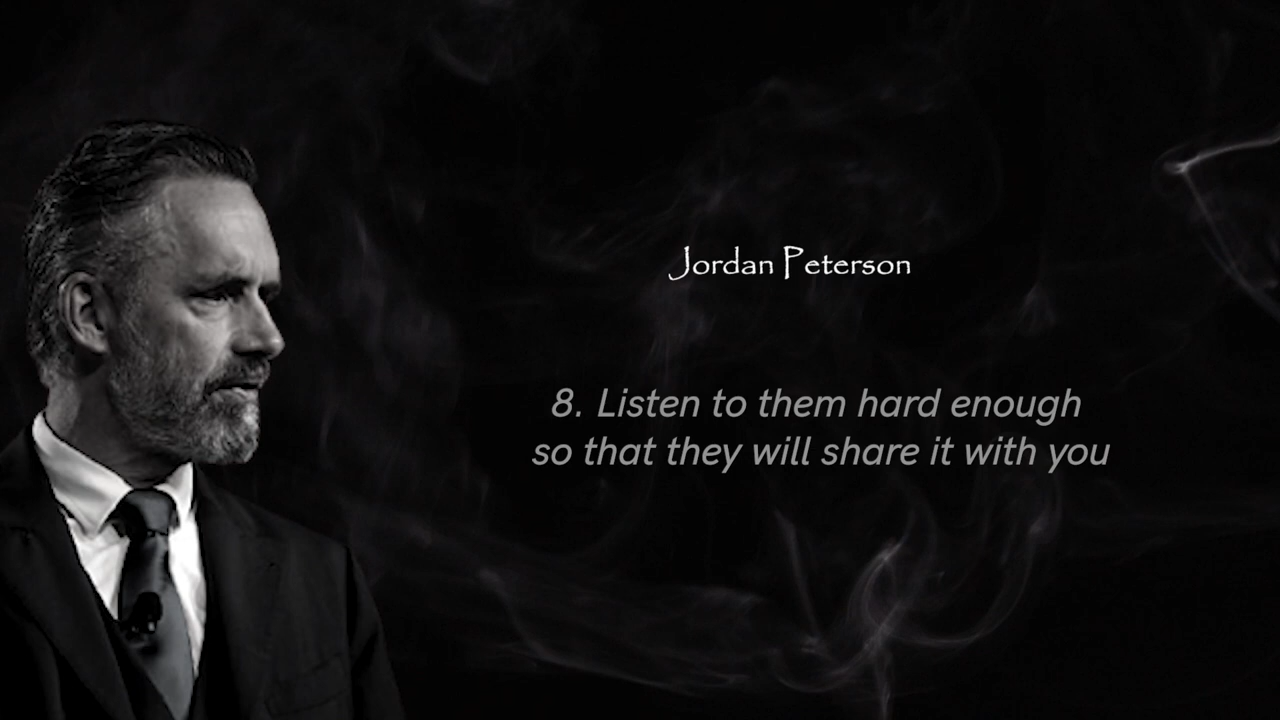 Jordan Peterson
8. Listen to them hard enough
so that they will share it with you